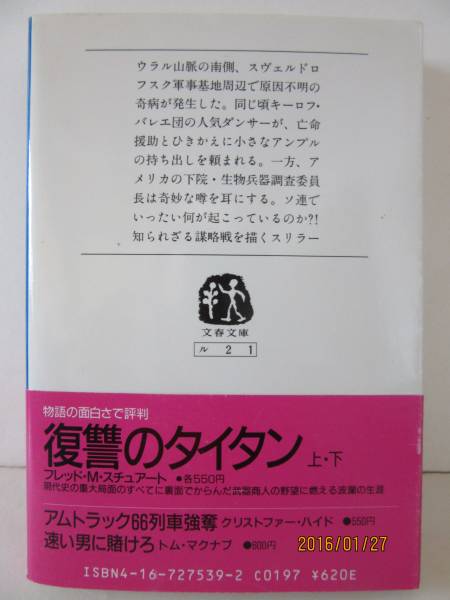 ウラル山脈の南側、スヴェルドロ
フスク軍事基地周辺で原因不明の
奇病が発生した。同じ頃キーロフ・
バレエ団の人気ダンサーが、亡命
援助とひきかえに小さなアンプル
の持ち出しを頼まれる。一方、ア
メリカの下院・生物兵器調査委員
長は奇妙な噂を耳にする。ソ連で
いったい何が起こっているのか?!
知られざる謀略戦を描くスリラー
文春文庫
ル 2 1
物語の面白さで評判
復讐のタイタン 上・下
フレッド・M・スチュアート ●各550円
現代史の重大局面のすべてに裏面でからんだ武器商人の野望に燃える波瀾の生涯
アムトラック66列車強奪 クリストファー・ハイド ●550円
速い男に賭けろ トム・マクナブ ●600円
2016/01/27
ISBN4-16-727539-2 C0197 ¥620E